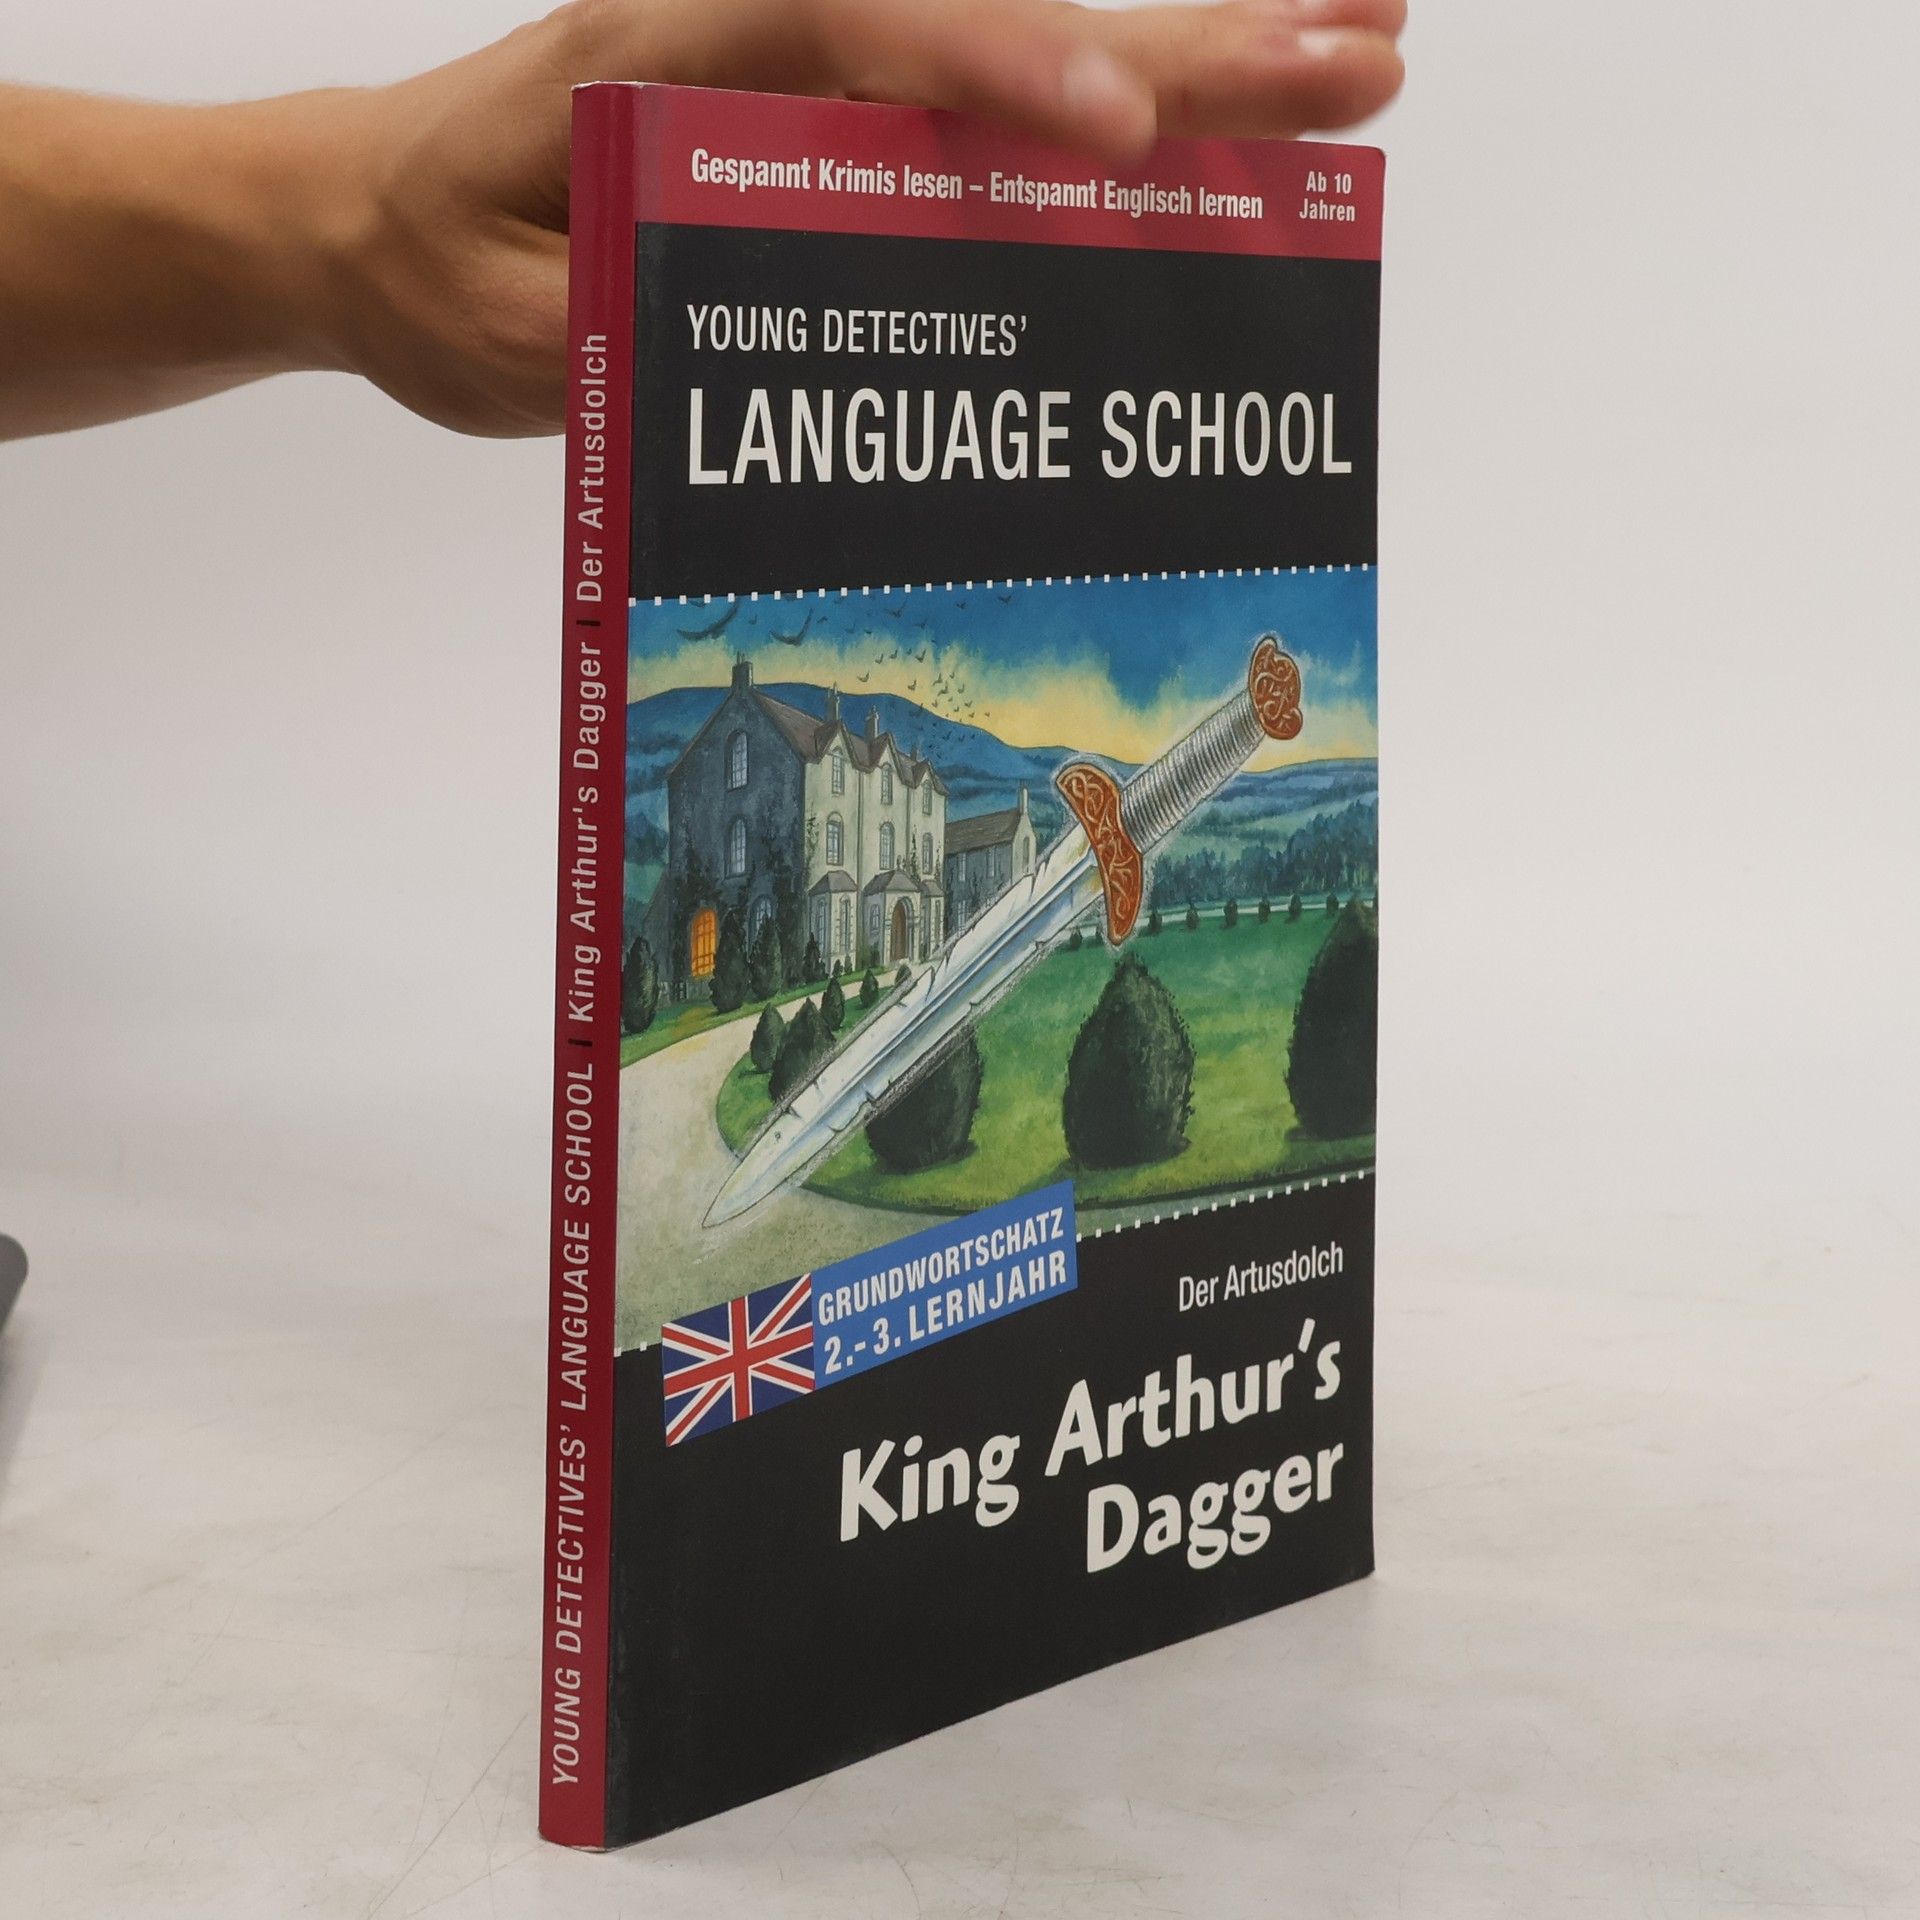 Gespannt Krimis lesen – Entspannt Englisch lernen
Ab 10
Jahren
YOUNG DETECTIVES'
LANGUAGE SCHOOL
GRUNDWORTSCHATZ
2.-3. LERNJAHR
Der Artusdolch
King Arthur's
Dagger
YOUNG DETECTIVES' LANGUAGE SCHOOL I King Arthur's Dagger I Der Artusdolch